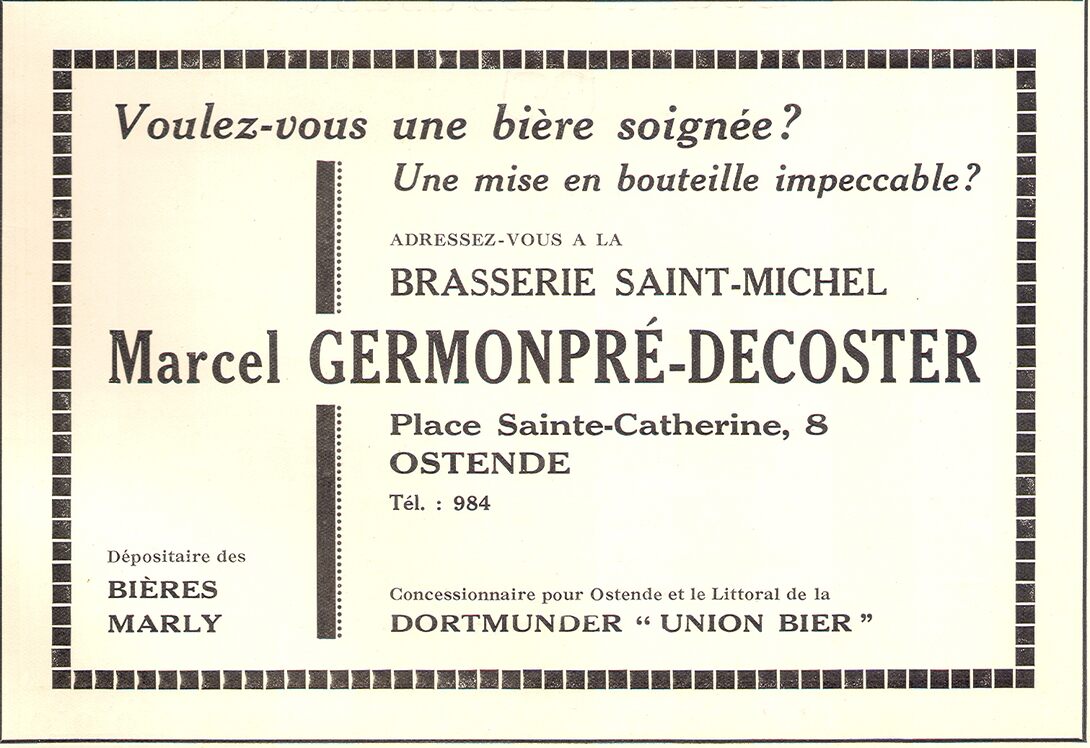 Voulez-vous une bière soignée?
Une mise en bouteille impeccable?
ADRESSEZ-VOUS A LA
BRASSERIE SAINT-MICHEL
Marcel GERMONPRÉ-DECOSTER
Place Sainte-Catherine, 8
OSTENDE
Tél. : 984
Dépositaire des
BIÈRES
MARLY
Concessionnaire pour Ostende et le Littoral de la
DORTMUNDER “ UNION BIER ”